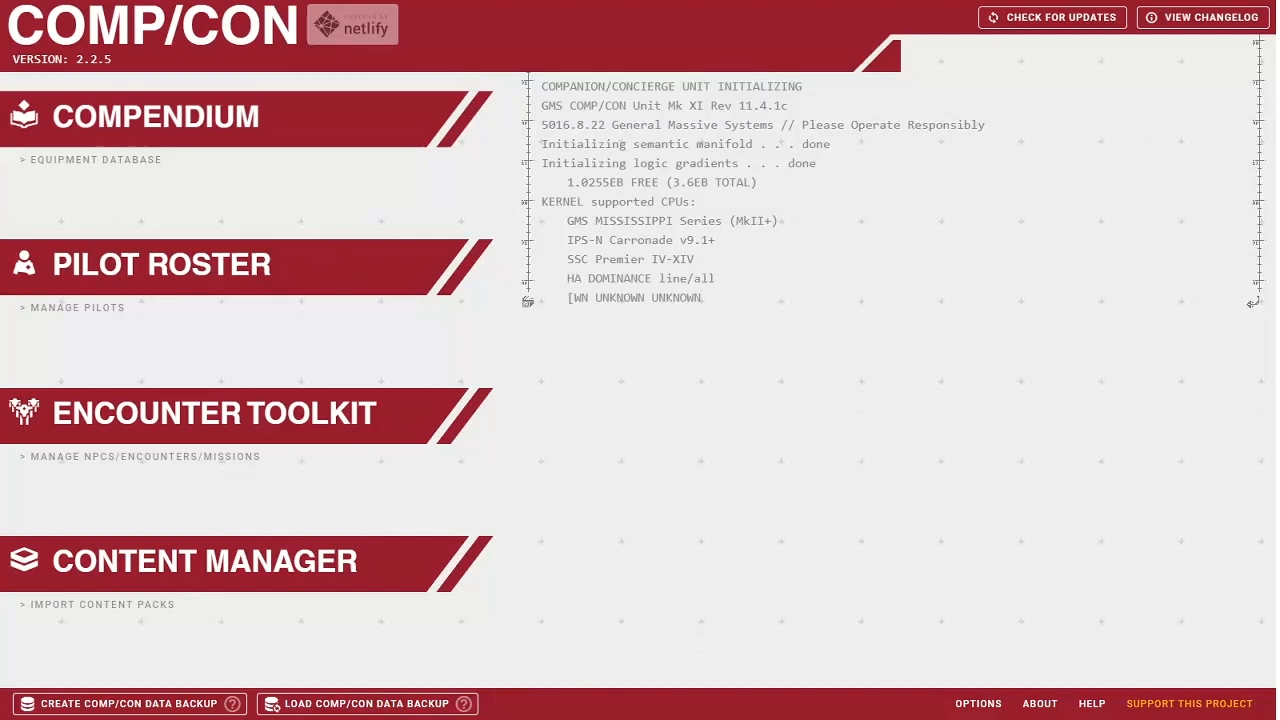 COMP/CON
POWERED BY
netlify
VERSION: 2.2.5
CHECK FOR UPDATES
VIEW CHANGELOG
COMPENDIUM
> EQUIPMENT DATABASE
PILOT ROSTER
> MANAGE PILOTS
ENCOUNTER TOOLKIT
> MANAGE NPCS/ENCOUNTERS/MISSIONS
CONTENT MANAGER
> IMPORT CONTENT PACKS
COMPANION/CONCIERGE UNIT INITIALIZING
GMS COMP/CON Unit Mk XI Rev 11.4.1c
5016.8.22 General Massive Systems // Please Operate Responsibly
Initializing semantic manifold . . . done
Initializing logic gradients . . . done
1.0255EB FREE (3.6EB TOTAL)
KERNEL supported CPUs:
GMS MISSISSIPPI Series (MkII+)
IPS-N Carronade v9.1+
SSC Premier IV-XIV
HA DOMINANCE line/all
[WN UNKNOWN UNKNOWN
CREATE COMP/CON DATA BACKUP ?
LOAD COMP/CON DATA BACKUP ?
OPTIONS
ABOUT
HELP
SUPPORT THIS PROJECT